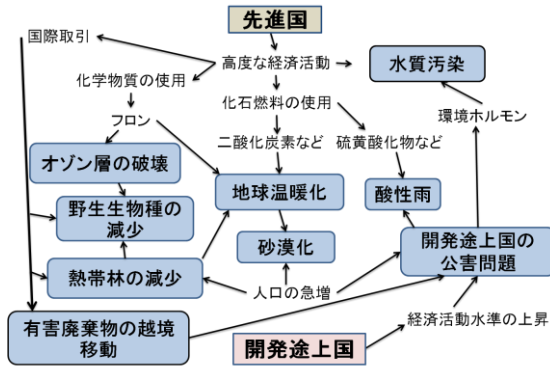 先進国
国際取引
高度な経済活動
水質汚染
化学物質の使用
化石燃料の使用
環境ホルモン
フロン
二酸化炭素など
硫黄酸化物など
オゾン層の破壊
地球温暖化
酸性雨
野生生物種の
減少
砂漠化
開発途上国の
公害問題
熱帯林の減少
人口の急増
有害廃棄物の越境
移動
経済活動水準の上昇
開発途上国